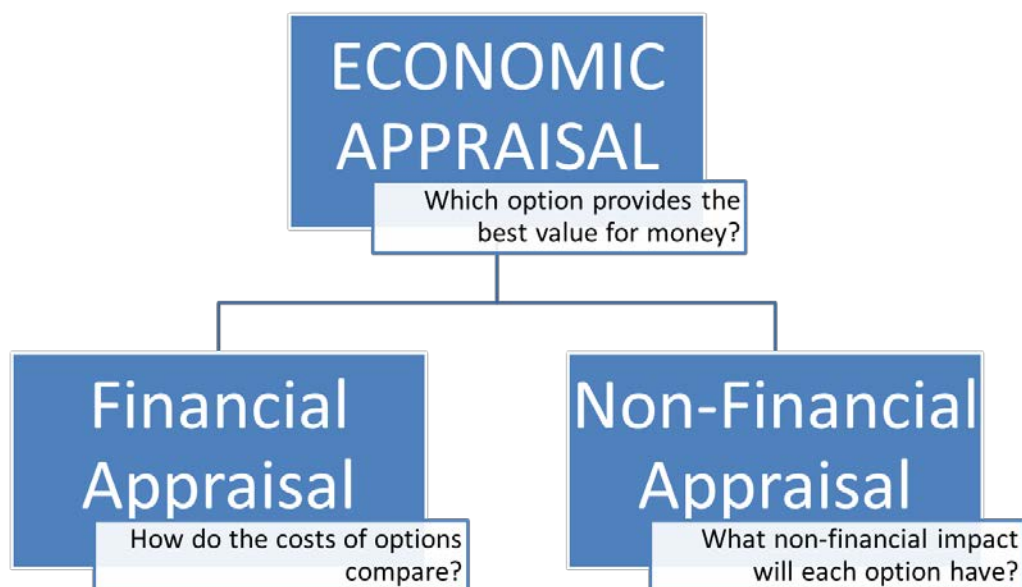 ECONOMIC
APPRAISAL
Which option provides the
best value for money?
Financial
Appraisal
How do the costs of options
compare?
Non-Financial
Appraisal
What non-financial impact
will each option have?